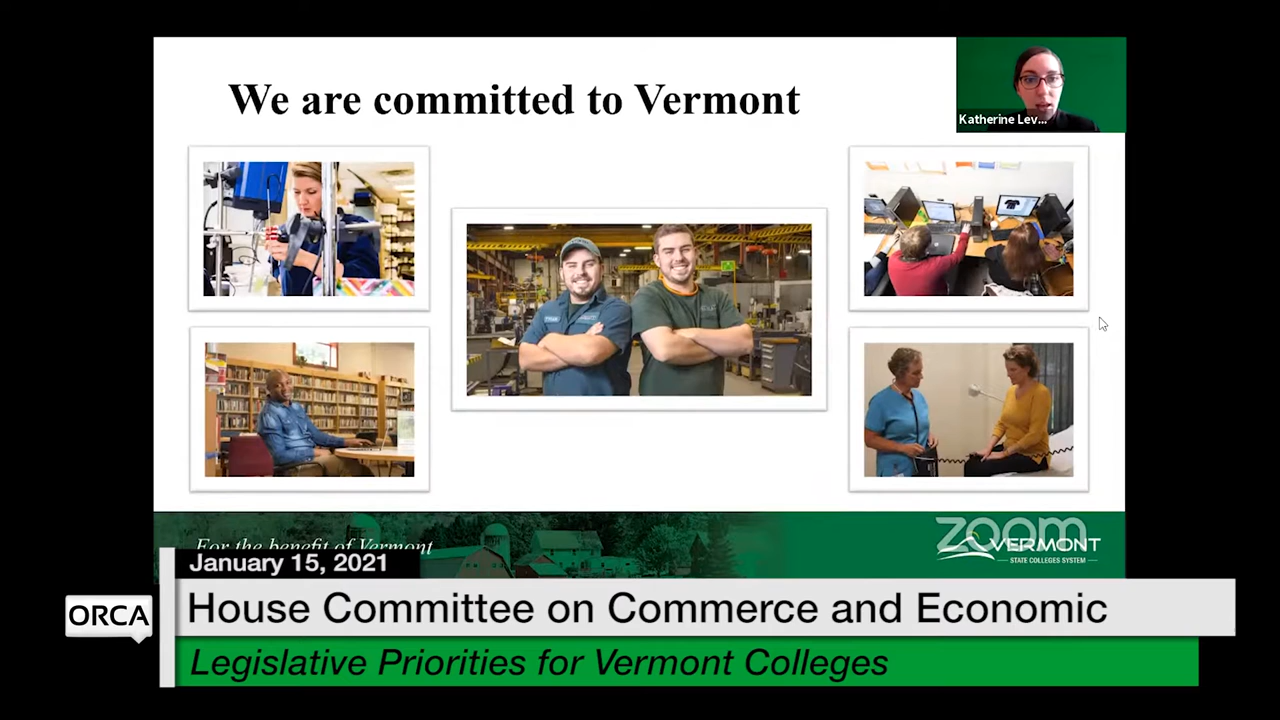 We are committed to Vermont
Katherine Lev...
For the benefit of Vermont
zoom
VERMONT
STATE COLLEGES SYSTEM
January 15, 2021
ORCA
House Committee on Commerce and Economic
Legislative Priorities for Vermont Colleges